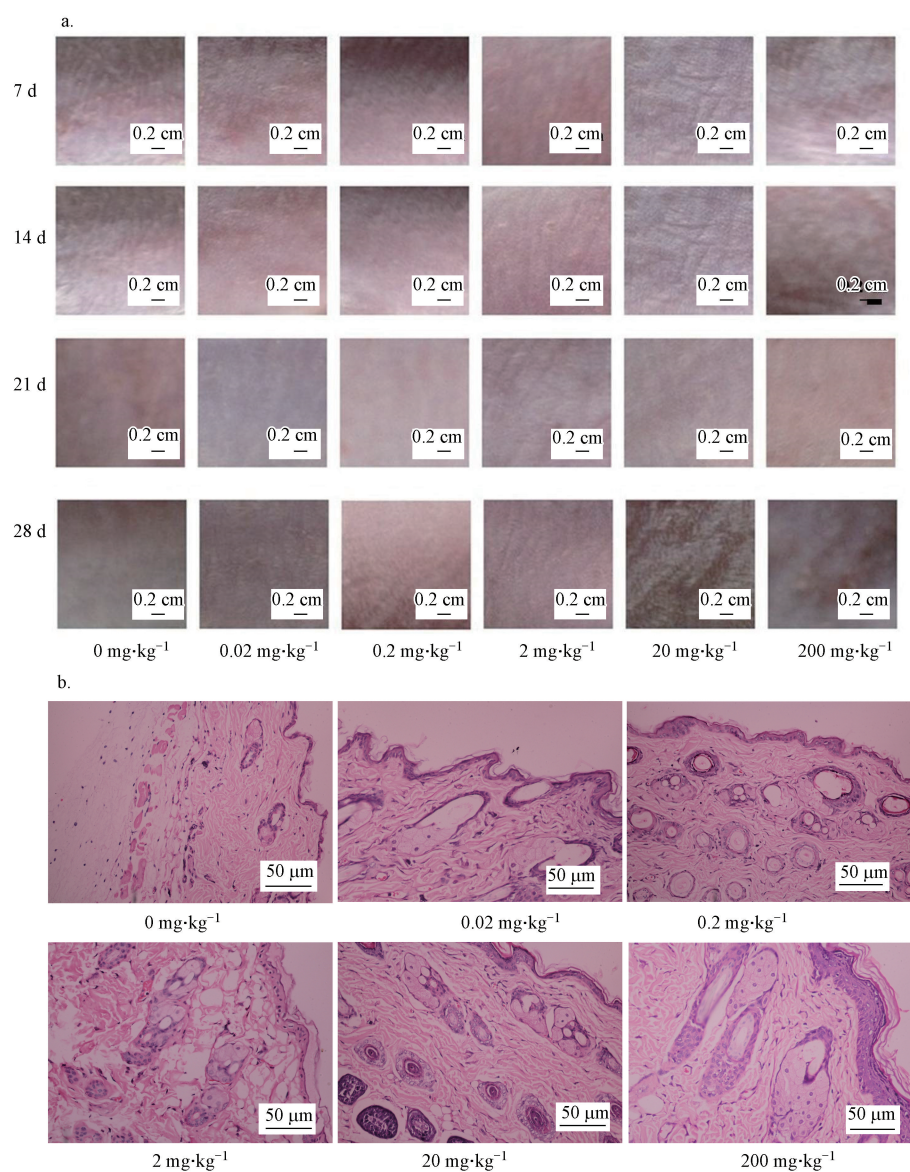 a.
7 d
0.2 cm 0.2 cm 0.2 cm 0.2 cm 0.2 cm 0.2 cm
14 d
0.2 cm 0.2 cm 0.2 cm 0.2 cm 0.2 cm 0.2 cm
21 d
0.2 cm 0.2 cm 0.2 cm 0.2 cm 0.2 cm 0.2 cm
28 d
0.2 cm 0.2 cm 0.2 cm 0.2 cm 0.2 cm 0.2 cm
0 mg·kg⁻¹ 0.02 mg·kg⁻¹ 0.2 mg·kg⁻¹ 2 mg·kg⁻¹ 20 mg·kg⁻¹ 200 mg·kg⁻¹
b.
50 μm 50 μm 50 μm
0 mg·kg⁻¹ 0.02 mg·kg⁻¹ 0.2 mg·kg⁻¹
50 μm 50 μm 50 μm
2 mg·kg⁻¹ 20 mg·kg⁻¹ 200 mg·kg⁻¹